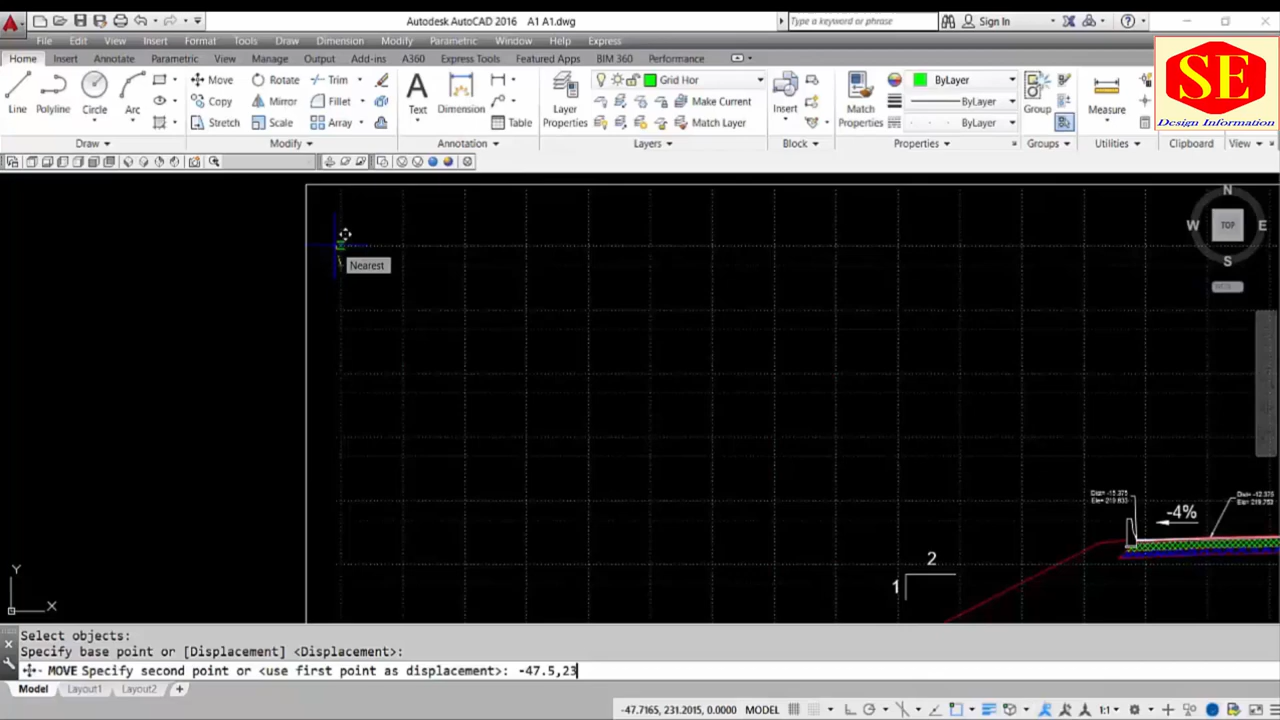 Autodesk AutoCAD 2016 A1 A1.dwg
Type a keyword or phrase
Sign In
File Edit View Insert Format Tools Draw Dimension Modify Parametric Window Help Express
Home Insert Annotate Parametric View Manage Output Add-ins A360 Express Tools Featured Apps BIM 360 Performance
SE
Design Information
Line Polyline Circle Arc
Move Rotate Trim
Copy Mirror Fillet
Stretch Scale Array
Text Dimension
Table
Layer
Properties
Grid Hor
Make Current
Match Layer
Insert
Match
Properties
ByLayer
ByLayer
ByLayer
Group
Measure
Draw Modify Annotation Layers Block Properties Groups Utilities Clipboard View
N
W TOP E
S
Nearest
-4%
2
1
Y
X
Select objects:
Specify base point or [Displacement] <Displacement>:
MOVE Specify second point or <use first point as displacement>: -47.5,23
Model Layout1 Layout2 +
-47.7165, 231.2015, 0.0000 MODEL 1:1